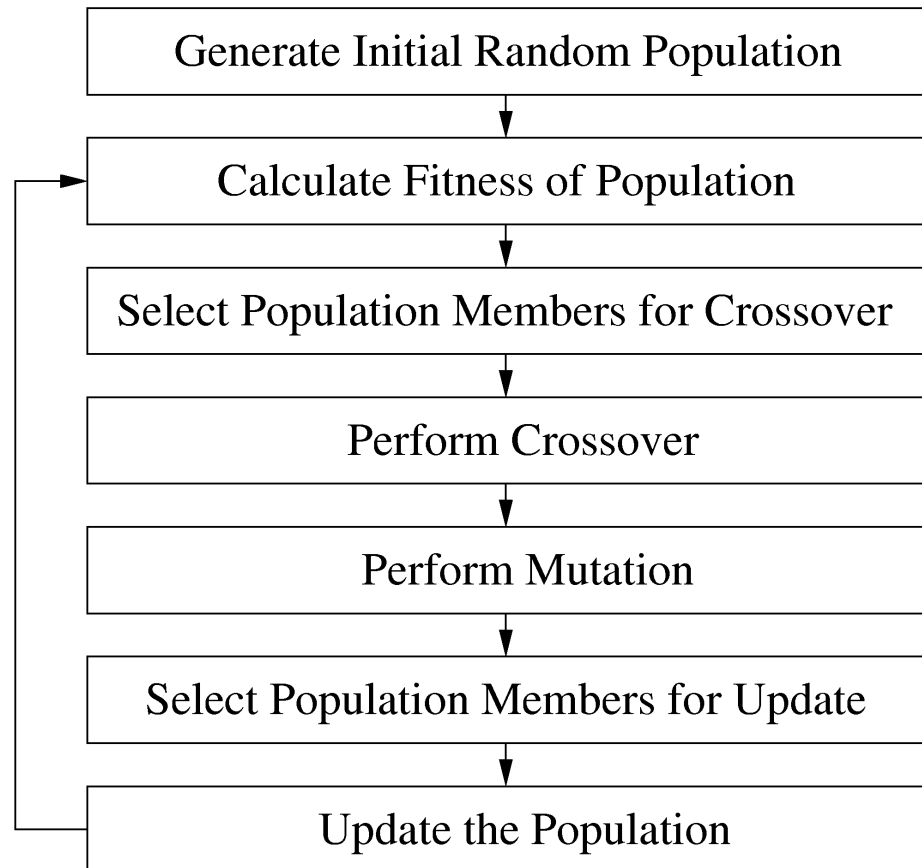 Generate Initial Random Population
Calculate Fitness of Population
Select Population Members for Crossover
Perform Crossover
Perform Mutation
Select Population Members for Update
Update the Population